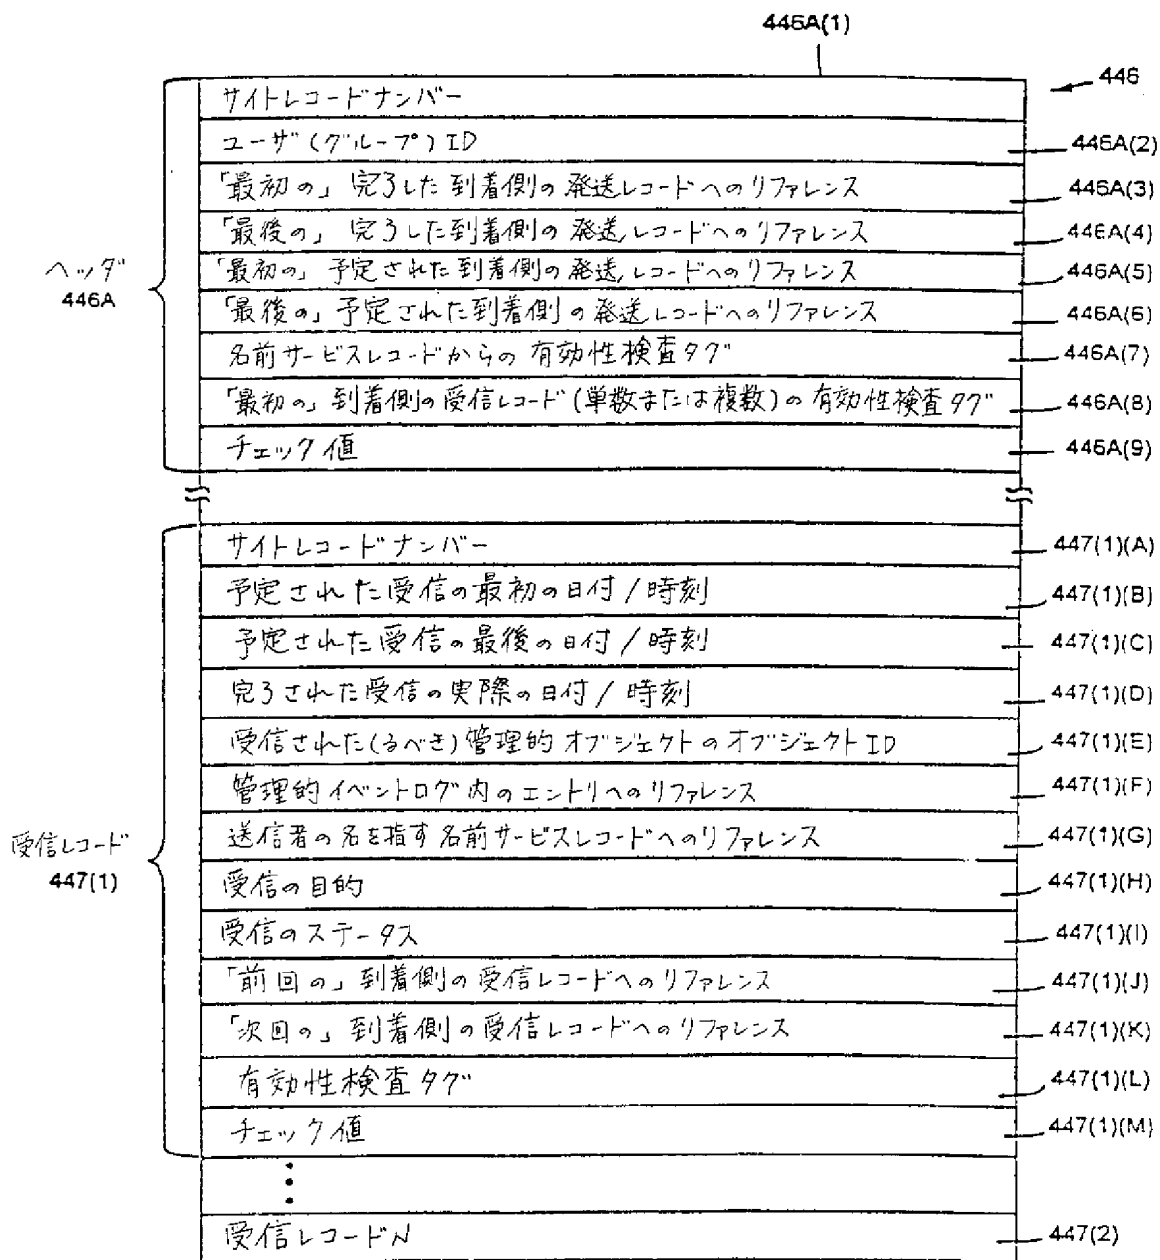 446A(1)
446
サイトレコードナンバー
ユーザ(グループ)ID
446A(2)
「最初の」完了した到着側の発送レコードへのリファレンス
446A(3)
「最後の」完了した到着側の発送レコードへのリファレンス
446A(4)
「最初の」予定された到着側の発送レコードへのリファレンス
446A(5)
ヘッダ
446A
「最後の」予定された到着側の発送レコードへのリファレンス
446A(6)
名前サービスレコードからの有効性検査タグ
446A(7)
「最初の」到着側の受信レコード(単数または複数)の有効性検査タグ
446A(8)
チェック値
446A(9)
サイトレコードナンバー
447(1)(A)
予定された受信の最初の日付/時刻
447(1)(B)
予定された受信の最後の日付/時刻
447(1)(C)
完了された受信の実際の日付/時刻
447(1)(D)
受信された(るべき)管理的オブジェクトのオブジェクトID
447(1)(E)
管理的イベントログ内のエントリへのリファレンス
447(1)(F)
送信者の名を指す名前サービスレコードへのリファレンス
447(1)(G)
受信レコード
447(1)
受信の目的
447(1)(H)
受信のステータス
447(1)(I)
「前回の」到着側の受信レコードへのリファレンス
447(1)(J)
「次回の」到着側の受信レコードへのリファレンス
447(1)(K)
有効性検査タグ
447(1)(L)
チェック値
447(1)(M)
受信レコードN
447(2)